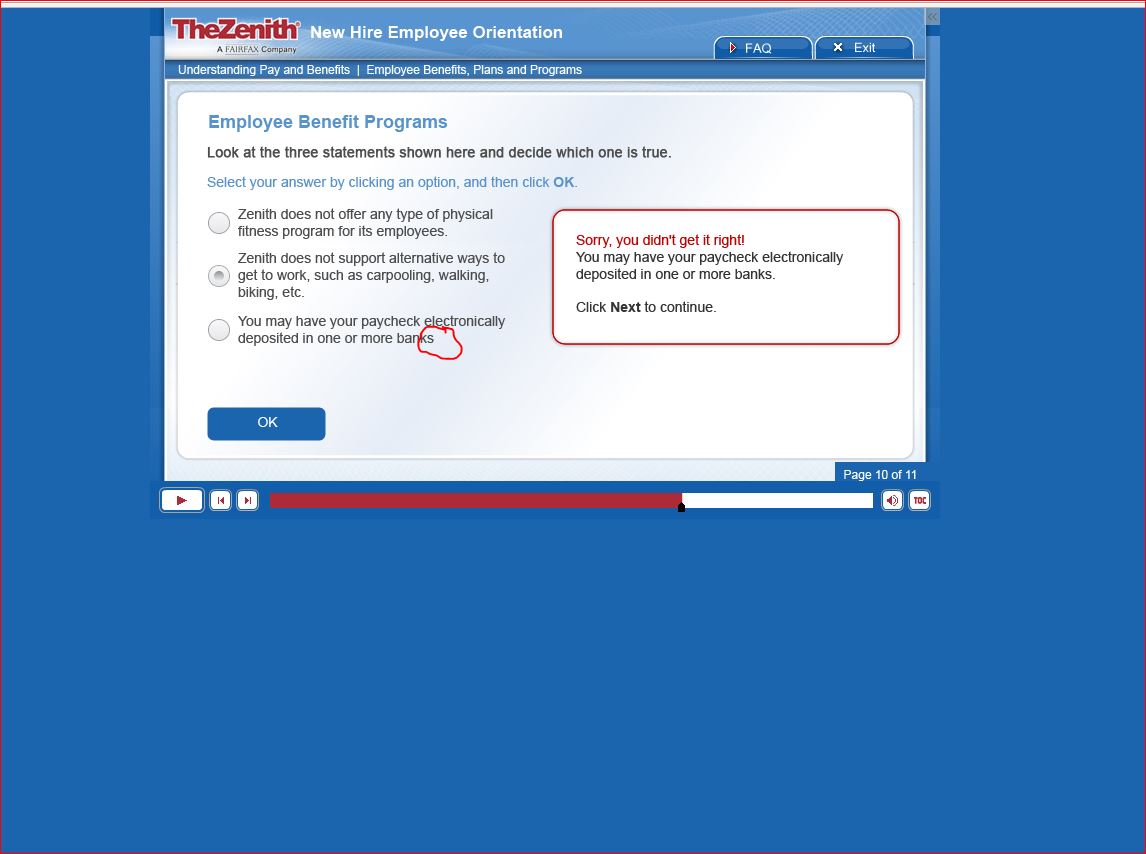 TheZenith®
A FAIRFAX Company
New Hire Employee Orientation
«
FAQ
Exit
Understanding Pay and Benefits | Employee Benefits, Plans and Programs
Employee Benefit Programs
Look at the three statements shown here and decide which one is true.
Select your answer by clicking an option, and then click OK.
Zenith does not offer any type of physical
fitness program for its employees.
Zenith does not support alternative ways to
get to work, such as carpooling, walking,
biking, etc.
You may have your paycheck electronically
deposited in one or more banks
Sorry, you didn't get it right!
You may have your paycheck electronically
deposited in one or more banks.
Click Next to continue.
OK
Page 10 of 11
TOC